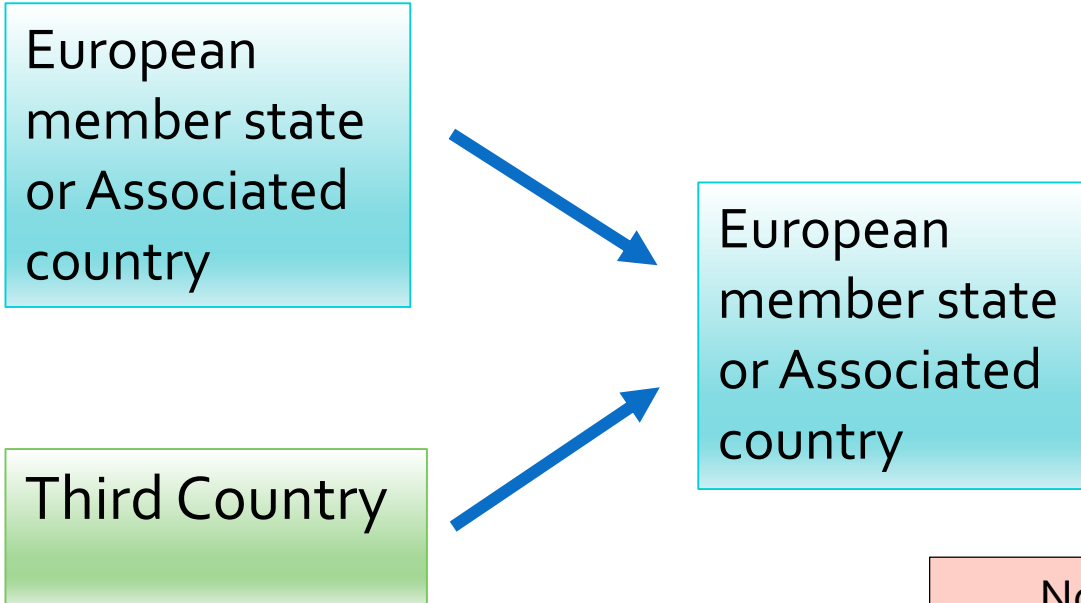 European
member state
or Associated
country
European
member state
or Associated
country
Third Country